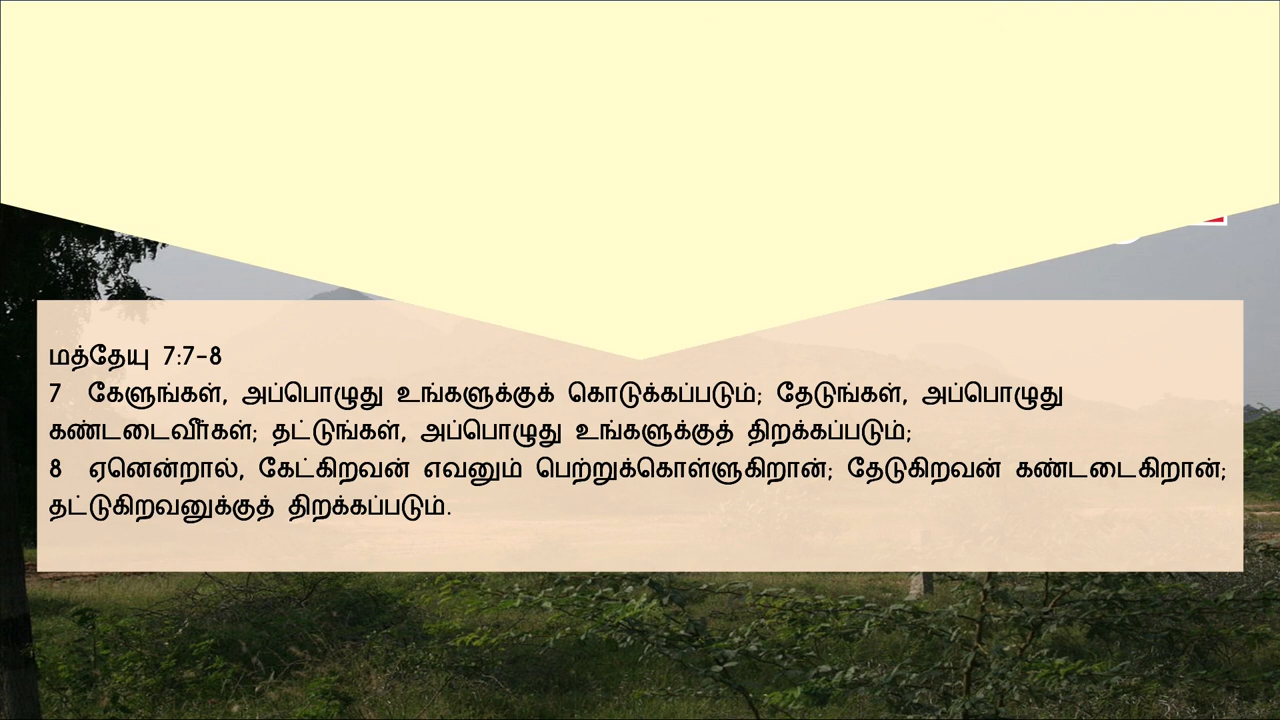 மத்தேயு 7:7-8
7 கேளுங்கள், அப்பொழுது உங்களுக்குக் கொடுக்கப்படும்; தேடுங்கள், அப்பொழுது
கண்டடைவீர்கள்; தட்டுங்கள், அப்பொழுது உங்களுக்குத் திறக்கப்படும்;
8 ஏனென்றால், கேட்கிறவன் எவனும் பெற்றுக்கொள்ளுகிறான்; தேடுகிறவன் கண்டடைகிறான்;
தட்டுகிறவனுக்குத் திறக்கப்படும்.